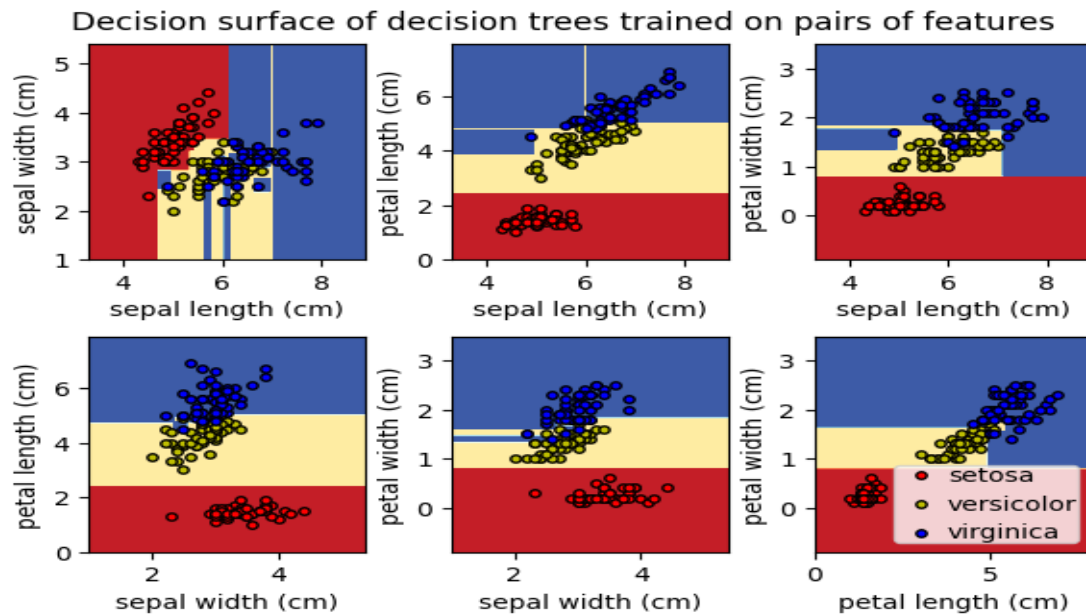 Decision surface of decision trees trained on pairs of features
5
4
3
2
1
sepal width (cm)
4 6 8
sepal length (cm)
6
4
2
0
petal length (cm)
4 6 8
sepal length (cm)
3
2
1
0
petal width (cm)
4 6 8
sepal length (cm)
6
4
2
0
petal length (cm)
2 4
sepal width (cm)
3
2
1
0
petal width (cm)
2 4
sepal width (cm)
3
2
1
0
petal width (cm)
0 5
petal length (cm)
setosa
versicolor
virginica